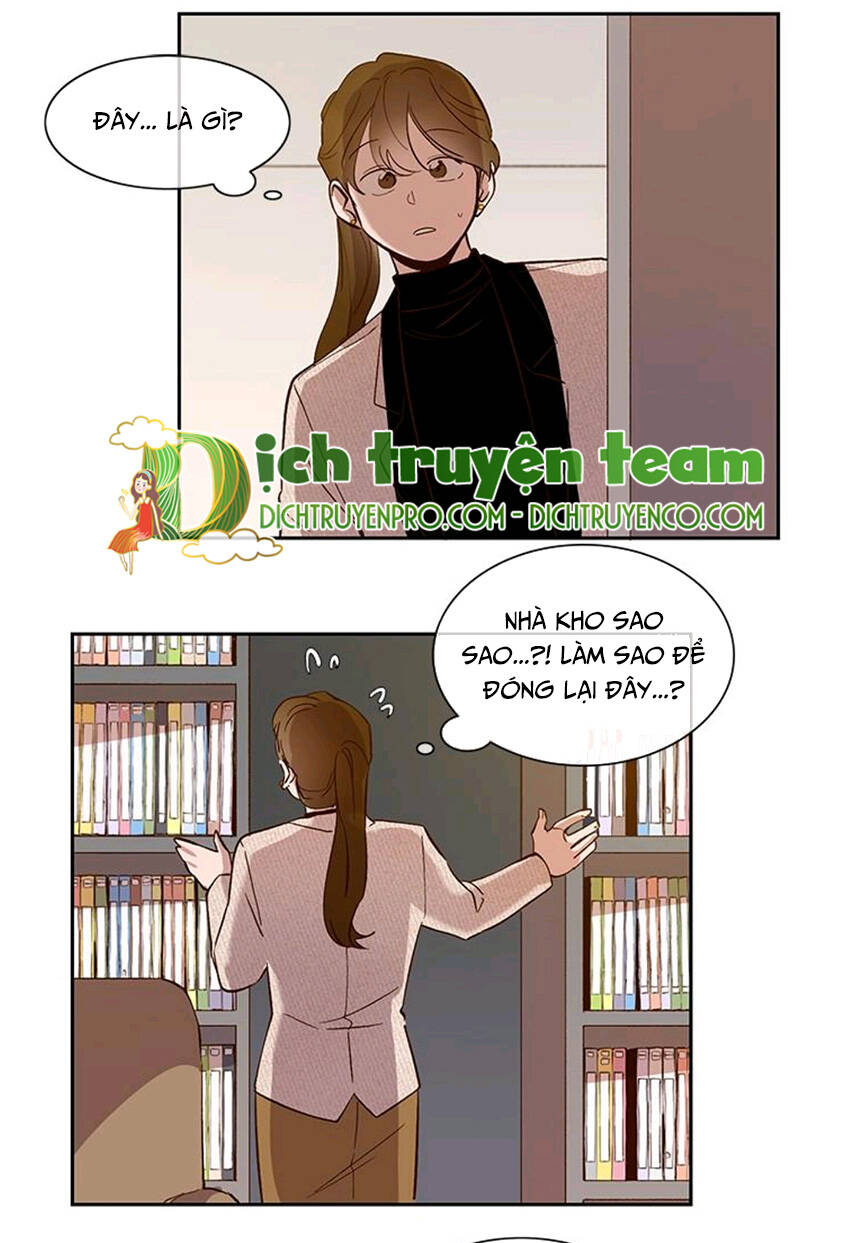 ĐÂY... LÀ GÌ?
Dịch truyện team
DICHTRUYENPRO.COM - DICHTRUYENCO.COM
NHÀ KHO SAO
SAO...?! LÀM SAO ĐỂ
ĐÓNG LẠI ĐÂY...?